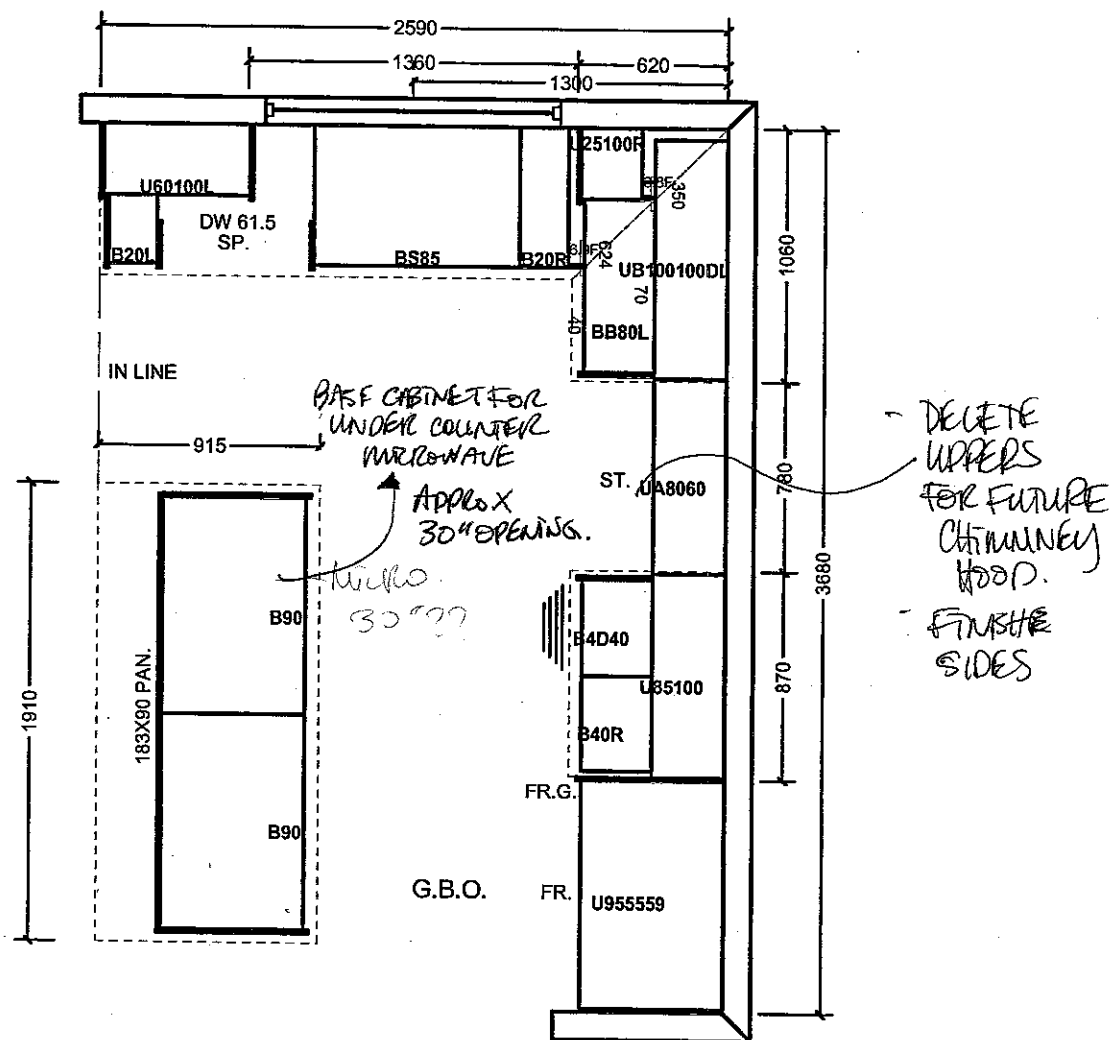 2590
1360
620
1300
U60100L
DW 61.5
SP.
B20L
BS85
B20R
U25100R
350
624
UB100100DL
70
40
BB80L
1060
IN LINE
915
BASE CABINET FOR
UNDER COUNTER
MICROWAVE
APPROX
30" OPENING.
MICRO.
30"??
ST.
UA8060
780
3680
- DELETE
UPPERS
FOR FUTURE
CHIMNEY
HOOD.
- FINISHE
SIDES
1910
183X90 PAN.
B90
B90
B4D40
U85100
B40R
870
FR.G.
G.B.O.
FR.
U955559